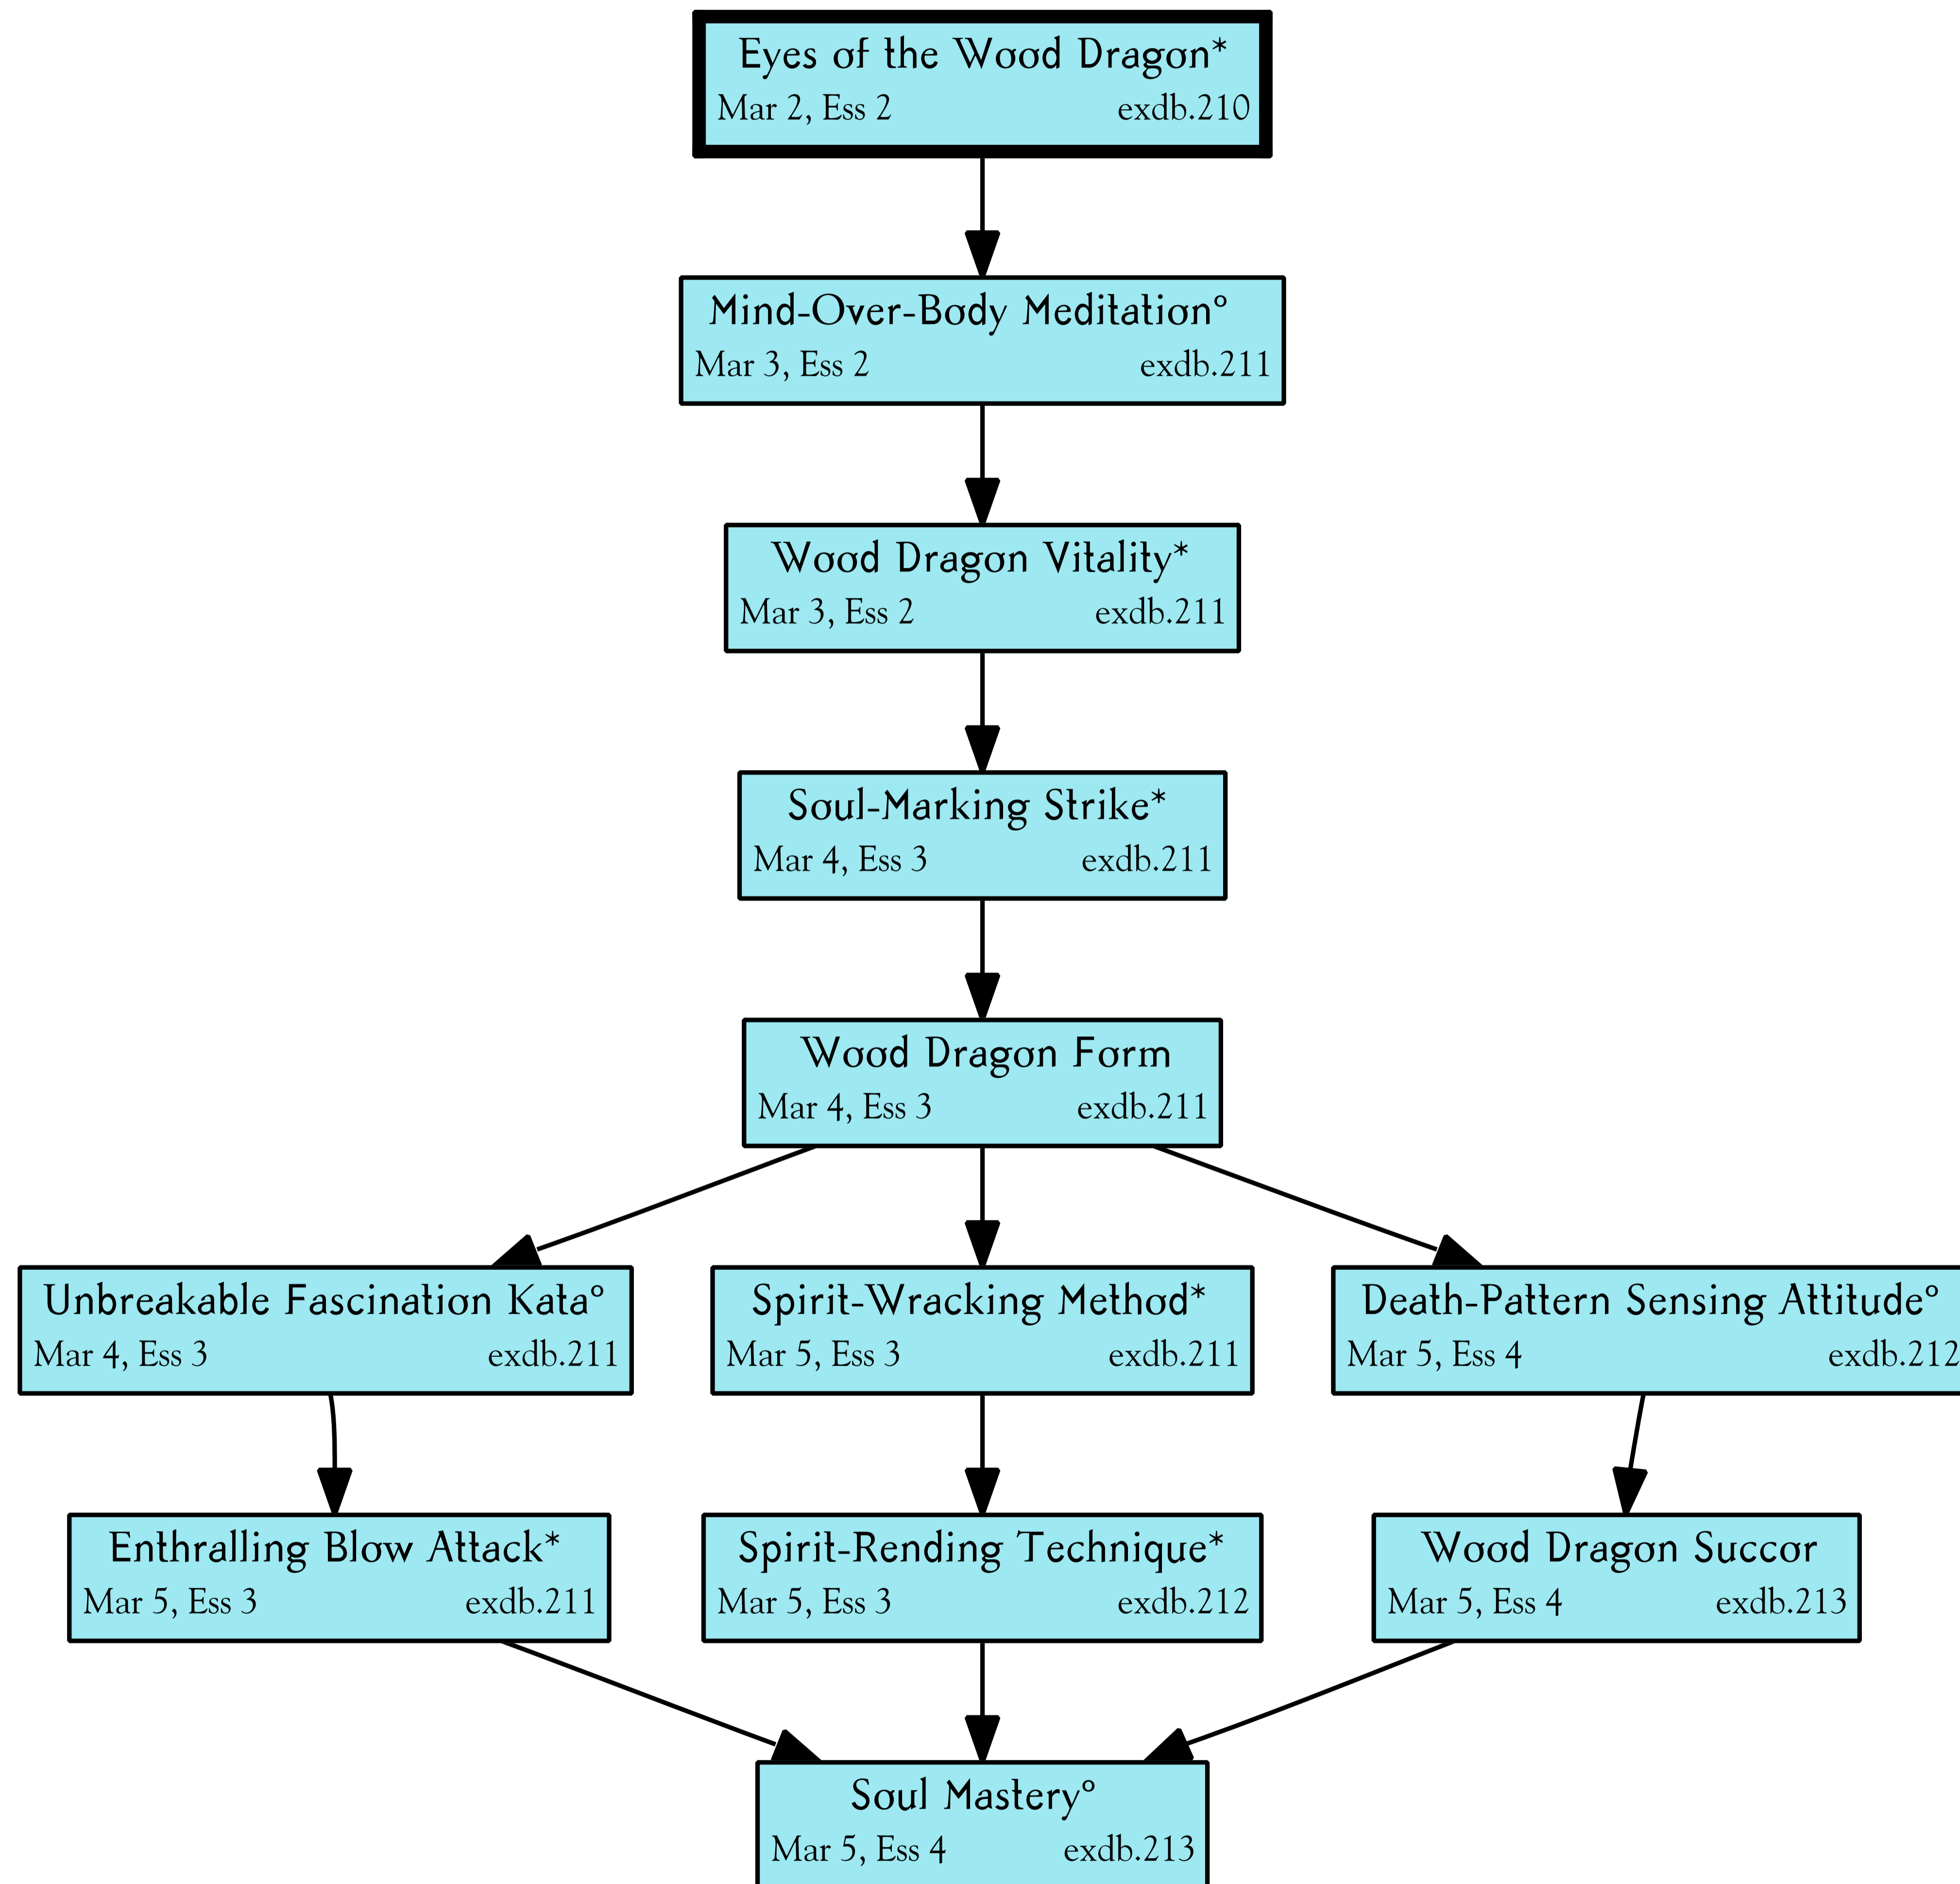 Eyes of the Wood Dragon*
Mar 2, Ess 2 exdb.210
Mind-Over-Body Meditation°
Mar 3, Ess 2 exdb.211
Wood Dragon Vitality*
Mar 3, Ess 2 exdb.211
Soul-Marking Strike*
Mar 4, Ess 3 exdb.211
Wood Dragon Form
Mar 4, Ess 3 exdb.211
Unbreakable Fascination Kata°
Mar 4, Ess 3 exdb.211
Spirit-Wracking Method*
Mar 5, Ess 3 exdb.211
Death-Pattern Sensing Attitude°
Mar 5, Ess 4 exdb.212
Enthralling Blow Attack*
Mar 5, Ess 3 exdb.211
Spirit-Rending Technique*
Mar 5, Ess 3 exdb.212
Wood Dragon Succor
Mar 5, Ess 4 exdb.213
Soul Mastery°
Mar 5, Ess 4 exdb.213